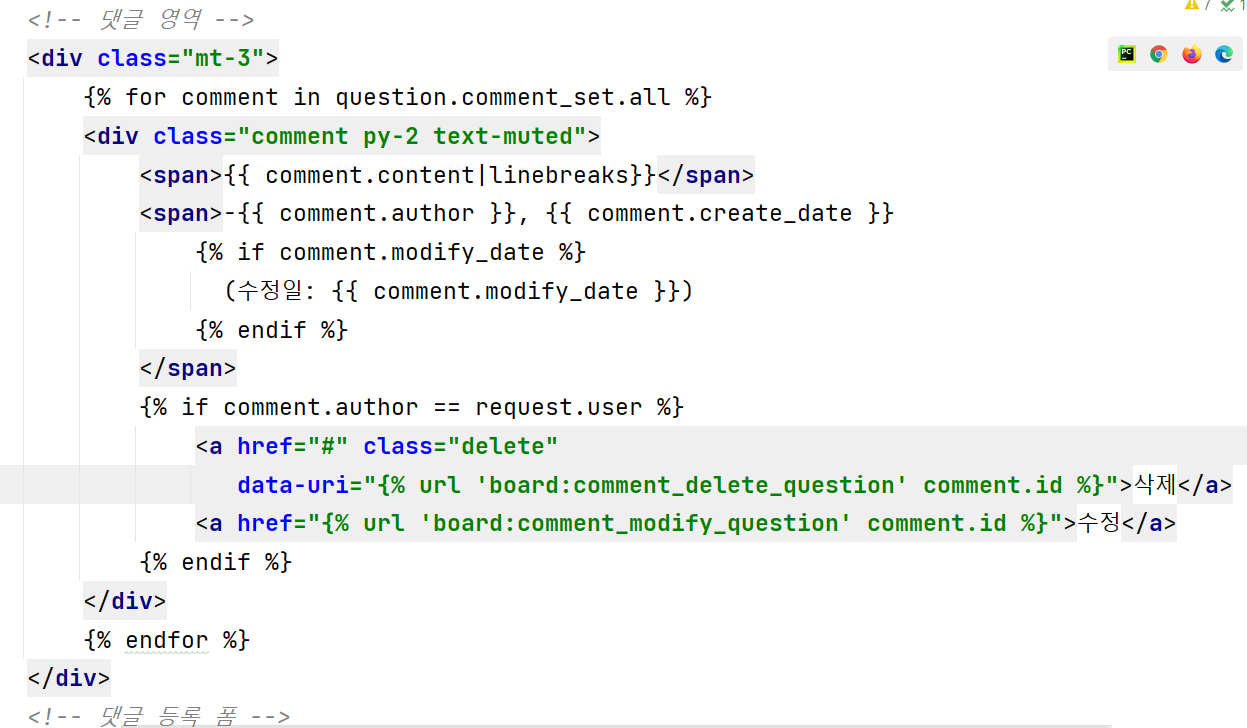 <!-- 댓글 영역 -->
7 1
<div class="mt-3">
PC
{% for comment in question.comment_set.all %}
<div class="comment py-2 text-muted">
<span>{{ comment.content|linebreaks}}</span>
<span>-{{ comment.author }}, {{ comment.create_date }}
{% if comment.modify_date %}
(수정일: {{ comment.modify_date }})
{% endif %}
</span>
{% if comment.author == request.user %}
<a href="#" class="delete"
data-uri="{% url 'board:comment_delete_question' comment.id %}">삭제</a>
<a href="{% url 'board:comment_modify_question' comment.id %}">수정</a>
{% endif %}
</div>
{% endfor %}
</div>
<!-- 댓글 등록 폼 -->